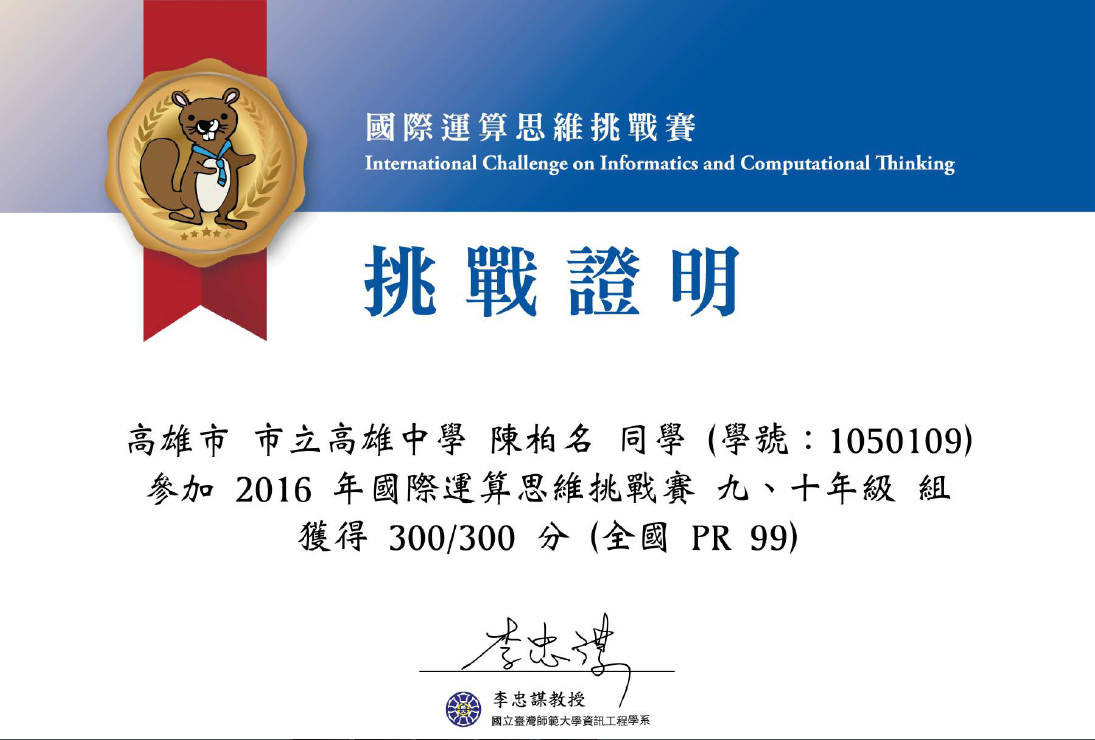 國際運算思維挑戰賽
International Challenge on Informatics and Computational Thinking
挑戰證明
高雄市 市立高雄中學 陳柏名 同學 (學號：1050109)
參加 2016 年國際運算思維挑戰賽 九、十年級 組
獲得 300/300 分 (全國 PR 99)
李忠謀
李忠謀教授
國立臺灣師範大學資訊工程學系